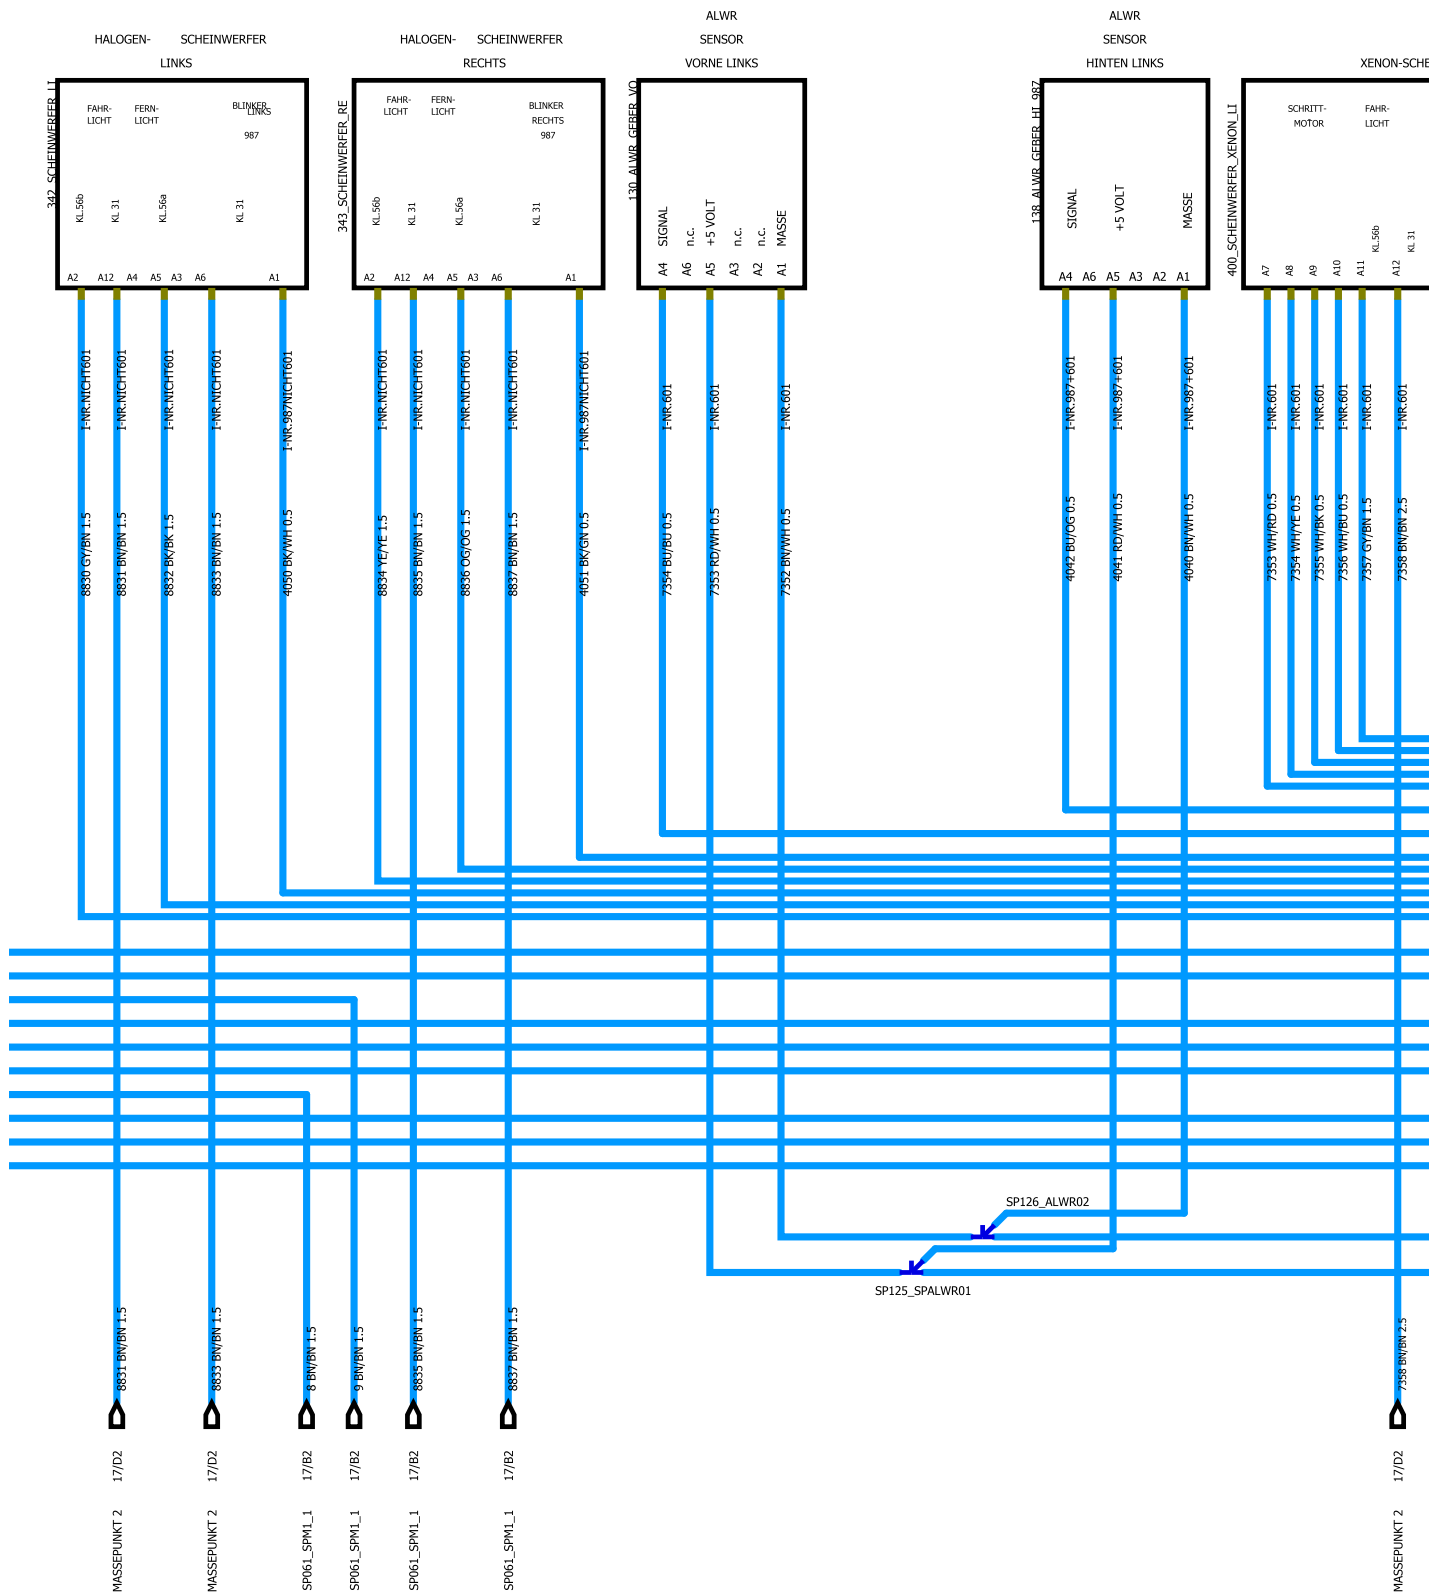 HALOGEN- SCHEINWERFER
LINKS
342_SCHEINWERFER_LI
FAHR-
LICHT
FERN-
LICHT
BLINKER
LINKS
987
KL.56b
KL 31
KL.56a
KL 31
A2 A12 A4 A5 A3 A6 A1
HALOGEN- SCHEINWERFER
RECHTS
343_SCHEINWERFER_RE
FAHR-
LICHT
FERN-
LICHT
BLINKER
RECHTS
987
KL.56b
KL 31
KL.56a
KL 31
A2 A12 A4 A5 A3 A6 A1
ALWR
SENSOR
VORNE LINKS
130_ALWR_GEBER_VO
A4 SIGNAL
A6 n.c.
A5 +5 VOLT
A3 n.c.
A2 n.c.
A1 MASSE
ALWR
SENSOR
HINTEN LINKS
138_ALWR_GEBER_HI_987
SIGNAL
+5 VOLT
MASSE
A4 A6 A5 A3 A2 A1
XENON-SCHE
400_SCHEINWERFER_XENON_LI
SCHRITT-
MOTOR
FAHR-
LICHT
KL.56b
KL 31
A7
A8
A9
A10
A11
A12
I-NR.NICHT601
I-NR.NICHT601
I-NR.NICHT601
I-NR.NICHT601
I-NR.987NICHT601
I-NR.NICHT601
I-NR.NICHT601
I-NR.NICHT601
I-NR.NICHT601
I-NR.987NICHT601
I-NR.601
I-NR.601
I-NR.601
I-NR.987+601
I-NR.987+601
I-NR.987+601
I-NR.601
I-NR.601
I-NR.601
I-NR.601
I-NR.601
I-NR.601
8830 GY/BN 1.5
8831 BN/BN 1.5
8832 BK/BK 1.5
8833 BN/BN 1.5
4050 BK/WH 0.5
8834 YE/YE 1.5
8835 BN/BN 1.5
8836 OG/OG 1.5
8837 BN/BN 1.5
4051 BK/GN 0.5
7354 BU/BU 0.5
7353 RD/WH 0.5
7352 BN/WH 0.5
4042 BU/OG 0.5
4041 RD/WH 0.5
4040 BN/WH 0.5
7353 WH/RD 0.5
7354 WH/YE 0.5
7355 WH/BK 0.5
7356 WH/BU 0.5
7357 GY/BN 1.5
7358 BN/BN 2.5
SP126_ALWR02
SP125_SPALWR01
8831 BN/BN 1.5
8833 BN/BN 1.5
8 BN/BN 1.5
9 BN/BN 1.5
8835 BN/BN 1.5
8837 BN/BN 1.5
7358 BN/BN 2.5
MASSEPUNKT 2 17/D2
MASSEPUNKT 2 17/D2
SP061_SPM1_1 17/B2
SP061_SPM1_1 17/B2
SP061_SPM1_1 17/B2
SP061_SPM1_1 17/B2
MASSEPUNKT 2 17/D2